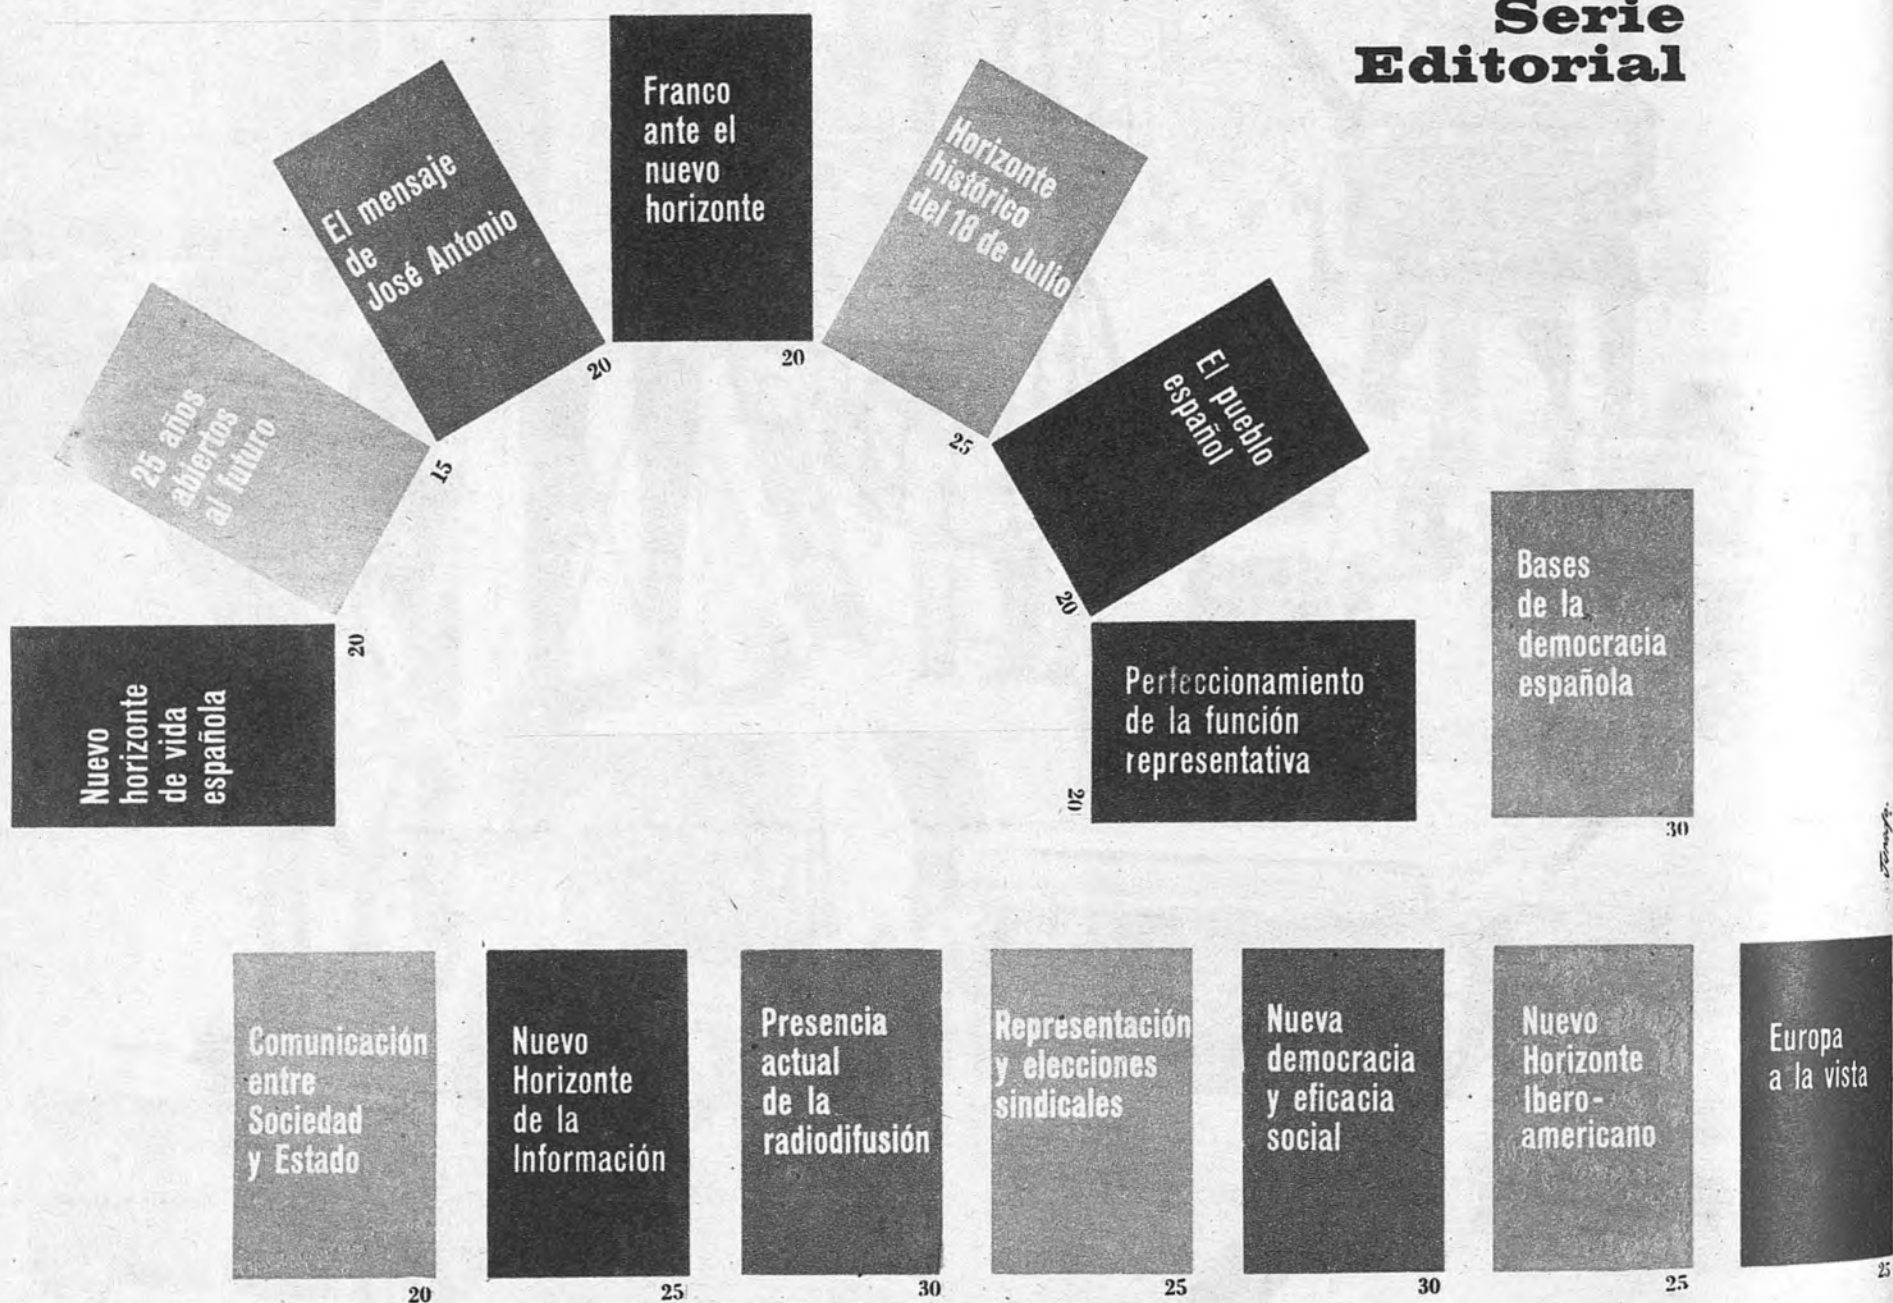 Serie
Editorial
Nuevo
horizonte
de vida
española
20
25 años
abiertos
al futuro
15
El mensaje
de
José Antonio
20
Franco
ante el
nuevo
horizonte
20
Horizonte
histórico
del 18 de Julio
25
El pueblo
español
20
Perfeccionamiento
de la función
representativa
20
Bases
de la
democracia
española
30
Comunicación
entre
Sociedad
y Estado
20
Nuevo
Horizonte
de la
Información
25
Presencia
actual
de la
radiodifusión
30
Representación
y elecciones
sindicales
25
Nueva
democracia
y eficacia
social
30
Nuevo
Horizonte
Ibero-
americano
25
Europa
a la vista
25